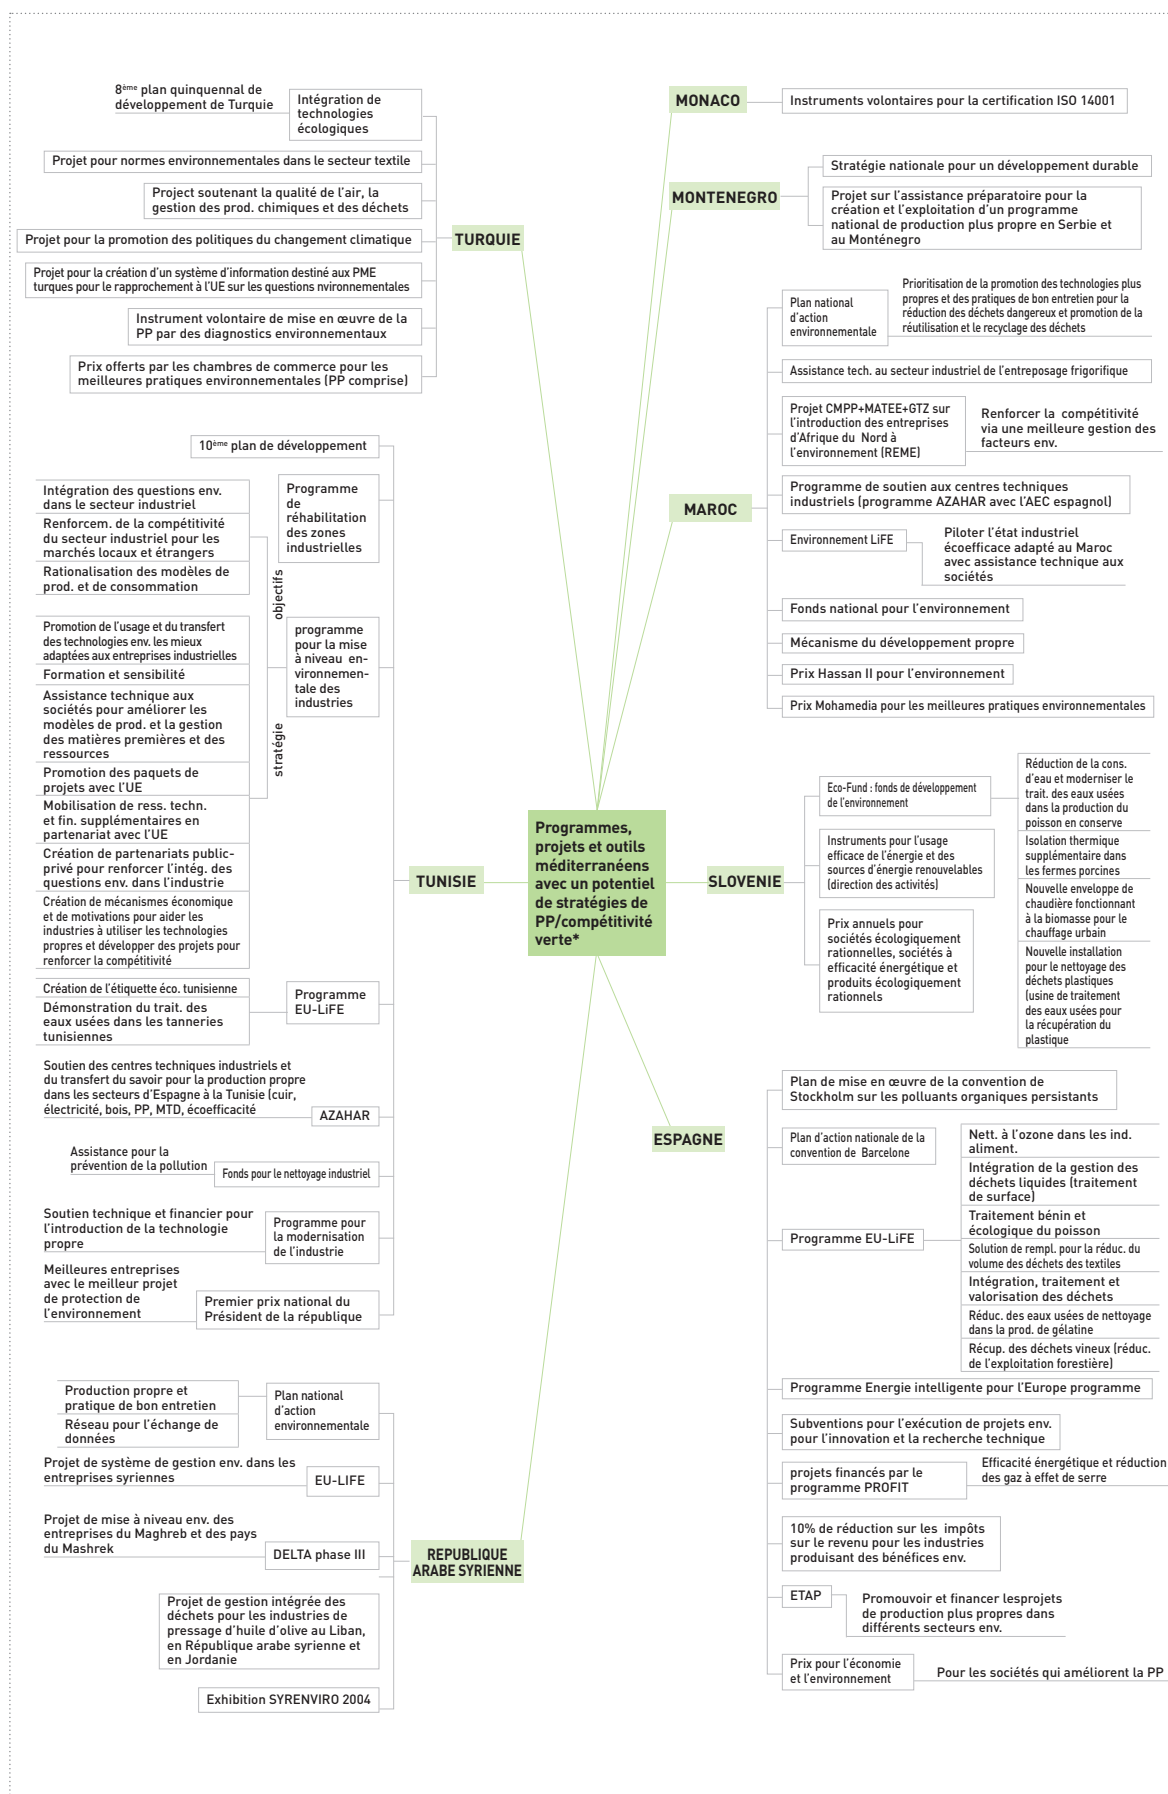 8ème plan quinquennal de
développement de Turquie
Intégration de
technologies
écologiques
Projet pour normes environnementales dans le secteur textile
Project soutenant la qualité de l'air, la
gestion des prod. chimiques et des déchets
Projet pour la promotion des politiques du changement climatique
Projet pour la création d'un système d'information destiné aux PME
turques pour le rapprochement à l'UE sur les questions nvironnementales
Instrument volontaire de mise en œuvre de la
PP par des diagnostics environnementaux
Prix offerts par les chambres de commerce pour les
meilleures pratiques environnementales (PP comprise)
TURQUIE
10ème plan de développement
Programme
de
réhabilitation
des zones
industrielles
Intégration des questions env.
dans le secteur industriel
Renforcem. de la compétitivité
du secteur industriel pour les
marchés locaux et étrangers
Rationalisation des modèles de
prod. et de consommation
objectifs
programme
pour la mise
à niveau en-
vironnemen-
tale des
industries
Promotion de l'usage et du transfert
des technologies env. les mieux
adaptées aux entreprises industrielles
Formation et sensibilité
Assistance technique aux
sociétés pour améliorer les
modèles de prod. et la gestion
des matières premières et des
ressources
Promotion des paquets de
projets avec l'UE
Mobilisation de ress. techn.
et fin. supplémentaires en
partenariat avec l'UE
Création de partenariats public-
privé pour renforcer l'intég. des
questions env. dans l'industrie
Création de mécanismes économique
et de motivations pour aider les
industries à utiliser les technologies
propres et développer des projets pour
renforcer la compétitivité
stratégie
TUNISIE
Création de l'étiquette éco. tunisienne
Démonstration du trait. des
eaux usées dans les tanneries
tunisiennes
Programme
EU-LiFE
Soutien des centres techniques industriels et
du transfert du savoir pour la production propre
dans les secteurs d'Espagne à la Tunisie (cuir,
électricité, bois, PP, MTD, écoefficacité
AZAHAR
Assistance pour la
prévention de la pollution
Fonds pour le nettoyage industriel
Soutien technique et financier pour
l'introduction de la technologie
propre
Programme pour
la modernisation
de l'industrie
Meilleures entreprises
avec le meilleur projet
de protection de
l'environnement
Premier prix national du
Président de la république
Production propre et
pratique de bon entretien
Réseau pour l'échange de
données
Plan national
d'action
environnementale
Projet de système de gestion env. dans les
entreprises syriennes
EU-LIFE
Projet de mise à niveau env. des
entreprises du Maghreb et des pays
du Mashrek
DELTA phase III
REPUBLIQUE
ARABE SYRIENNE
Projet de gestion intégrée des
déchets pour les industries de
pressage d'huile d'olive au Liban,
en République arabe syrienne et
en Jordanie
Exhibition SYRENVIRO 2004
Programmes,
projets et outils
méditerranéens
avec un potentiel
de stratégies de
PP/compétitivité
verte*
MONACO
Instruments volontaires pour la certification ISO 14001
MONTENEGRO
Stratégie nationale pour un développement durable
Projet sur l'assistance préparatoire pour la
création et l'exploitation d'un programme
national de production plus propre en Serbie et
au Monténégro
MAROC
Plan national
d'action
environnementale
Prioritisation de la promotion des technologies plus
propres et des pratiques de bon entretien pour la
réduction des déchets dangereux et promotion de la
réutilisation et le recyclage des déchets
Assistance tech. au secteur industriel de l'entreposage frigorifique
Projet CMPP+MATEE+GTZ sur
l'introduction des entreprises
d'Afrique du Nord à
l'environnement (REME)
Renforcer la compétitivité
via une meilleure gestion des
facteurs env.
Programme de soutien aux centres techniques
industriels (programme AZAHAR avec l'AEC espagnol)
Environnement LiFE
Piloter l'état industriel
écoefficace adapté au Maroc
avec assistance technique aux
sociétés
Fonds national pour l'environnement
Mécanisme du développement propre
Prix Hassan II pour l'environnement
Prix Mohamedia pour les meilleures pratiques environnementales
SLOVENIE
Eco-Fund : fonds de développement
de l'environnement
Instruments pour l'usage
efficace de l'énergie et des
sources d'énergie renouvelables
(direction des activités)
Prix annuels pour
sociétés écologiquement
rationnelles, sociétés à
efficacité énergétique et
produits écologiquement
rationnels
Réduction de la cons.
d'eau et moderniser le
trait. des eaux usées
dans la production du
poisson en conserve
Isolation thermique
supplémentaire dans
les fermes porcines
Nouvelle enveloppe de
chaudière fonctionnant
à la biomasse pour le
chauffage urbain
Nouvelle installation
pour le nettoyage des
déchets plastiques
(usine de traitement
des eaux usées pour
la récupération du
plastique
ESPAGNE
Plan de mise en œuvre de la convention de
Stockholm sur les polluants organiques persistants
Plan d'action nationale de la
convention de Barcelone
Programme EU-LiFE
Nett. à l'ozone dans les ind.
aliment.
Intégration de la gestion des
déchets liquides (traitement
de surface)
Traitement bénin et
écologique du poisson
Solution de rempl. pour la réduc. du
volume des déchets des textiles
Intégration, traitement et
valorisation des déchets
Réduc. des eaux usées de nettoyage
dans la prod. de gélatine
Récup. des déchets vineux (réduc.
de l'exploitation forestière)
Programme Energie intelligente pour l'Europe programme
Subventions pour l'exécution de projets env.
pour l'innovation et la recherche technique
projets financés par le
programme PROFIT
Efficacité énergétique et réduction
des gaz à effet de serre
10% de réduction sur les impôts
sur le revenu pour les industries
produisant des bénéfices env.
ETAP
Promouvoir et financer lesprojets
de production plus propres dans
différents secteurs env.
Prix pour l'économie
et l'environnement
Pour les sociétés qui améliorent la PP